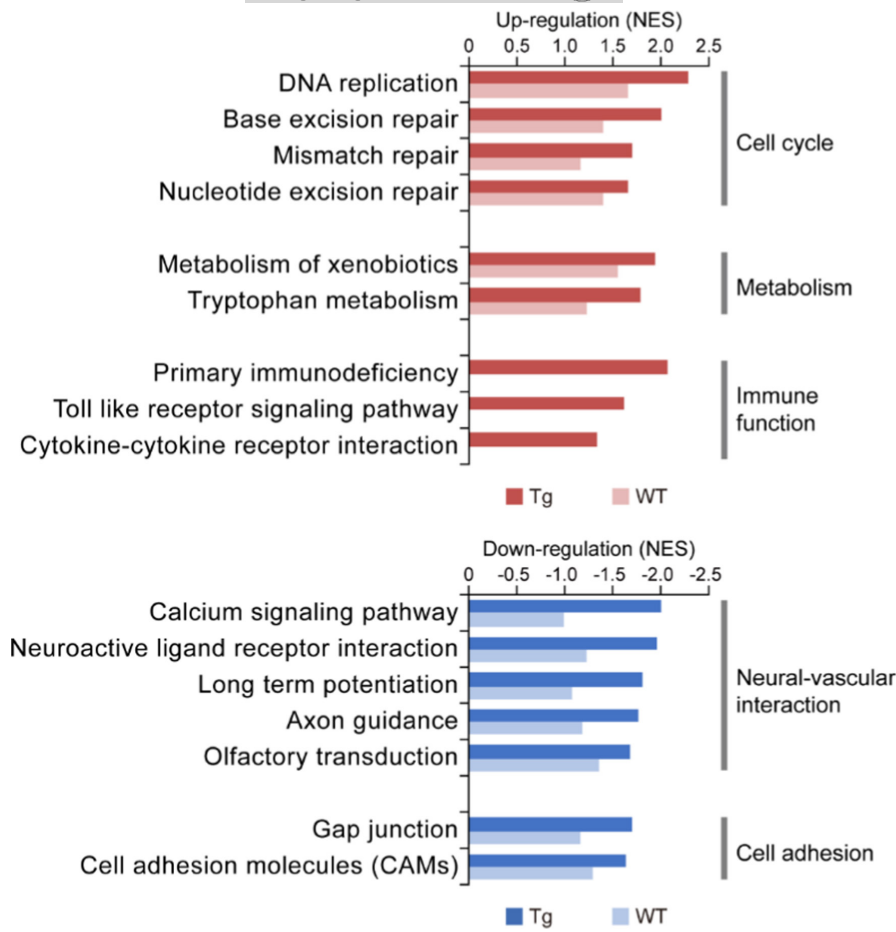 Up-regulation (NES)
0 0.5 1.0 1.5 2.0 2.5
DNA replication
Base excision repair
Mismatch repair
Nucleotide excision repair
Cell cycle
Metabolism of xenobiotics
Tryptophan metabolism
Metabolism
Primary immunodeficiency
Toll like receptor signaling pathway
Cytokine-cytokine receptor interaction
Immune
function
Tg WT
Down-regulation (NES)
0 -0.5 -1.0 -1.5 -2.0 -2.5
Calcium signaling pathway
Neuroactive ligand receptor interaction
Long term potentiation
Axon guidance
Olfactory transduction
Neural-vascular
interaction
Gap junction
Cell adhesion molecules (CAMs)
Cell adhesion
Tg WT